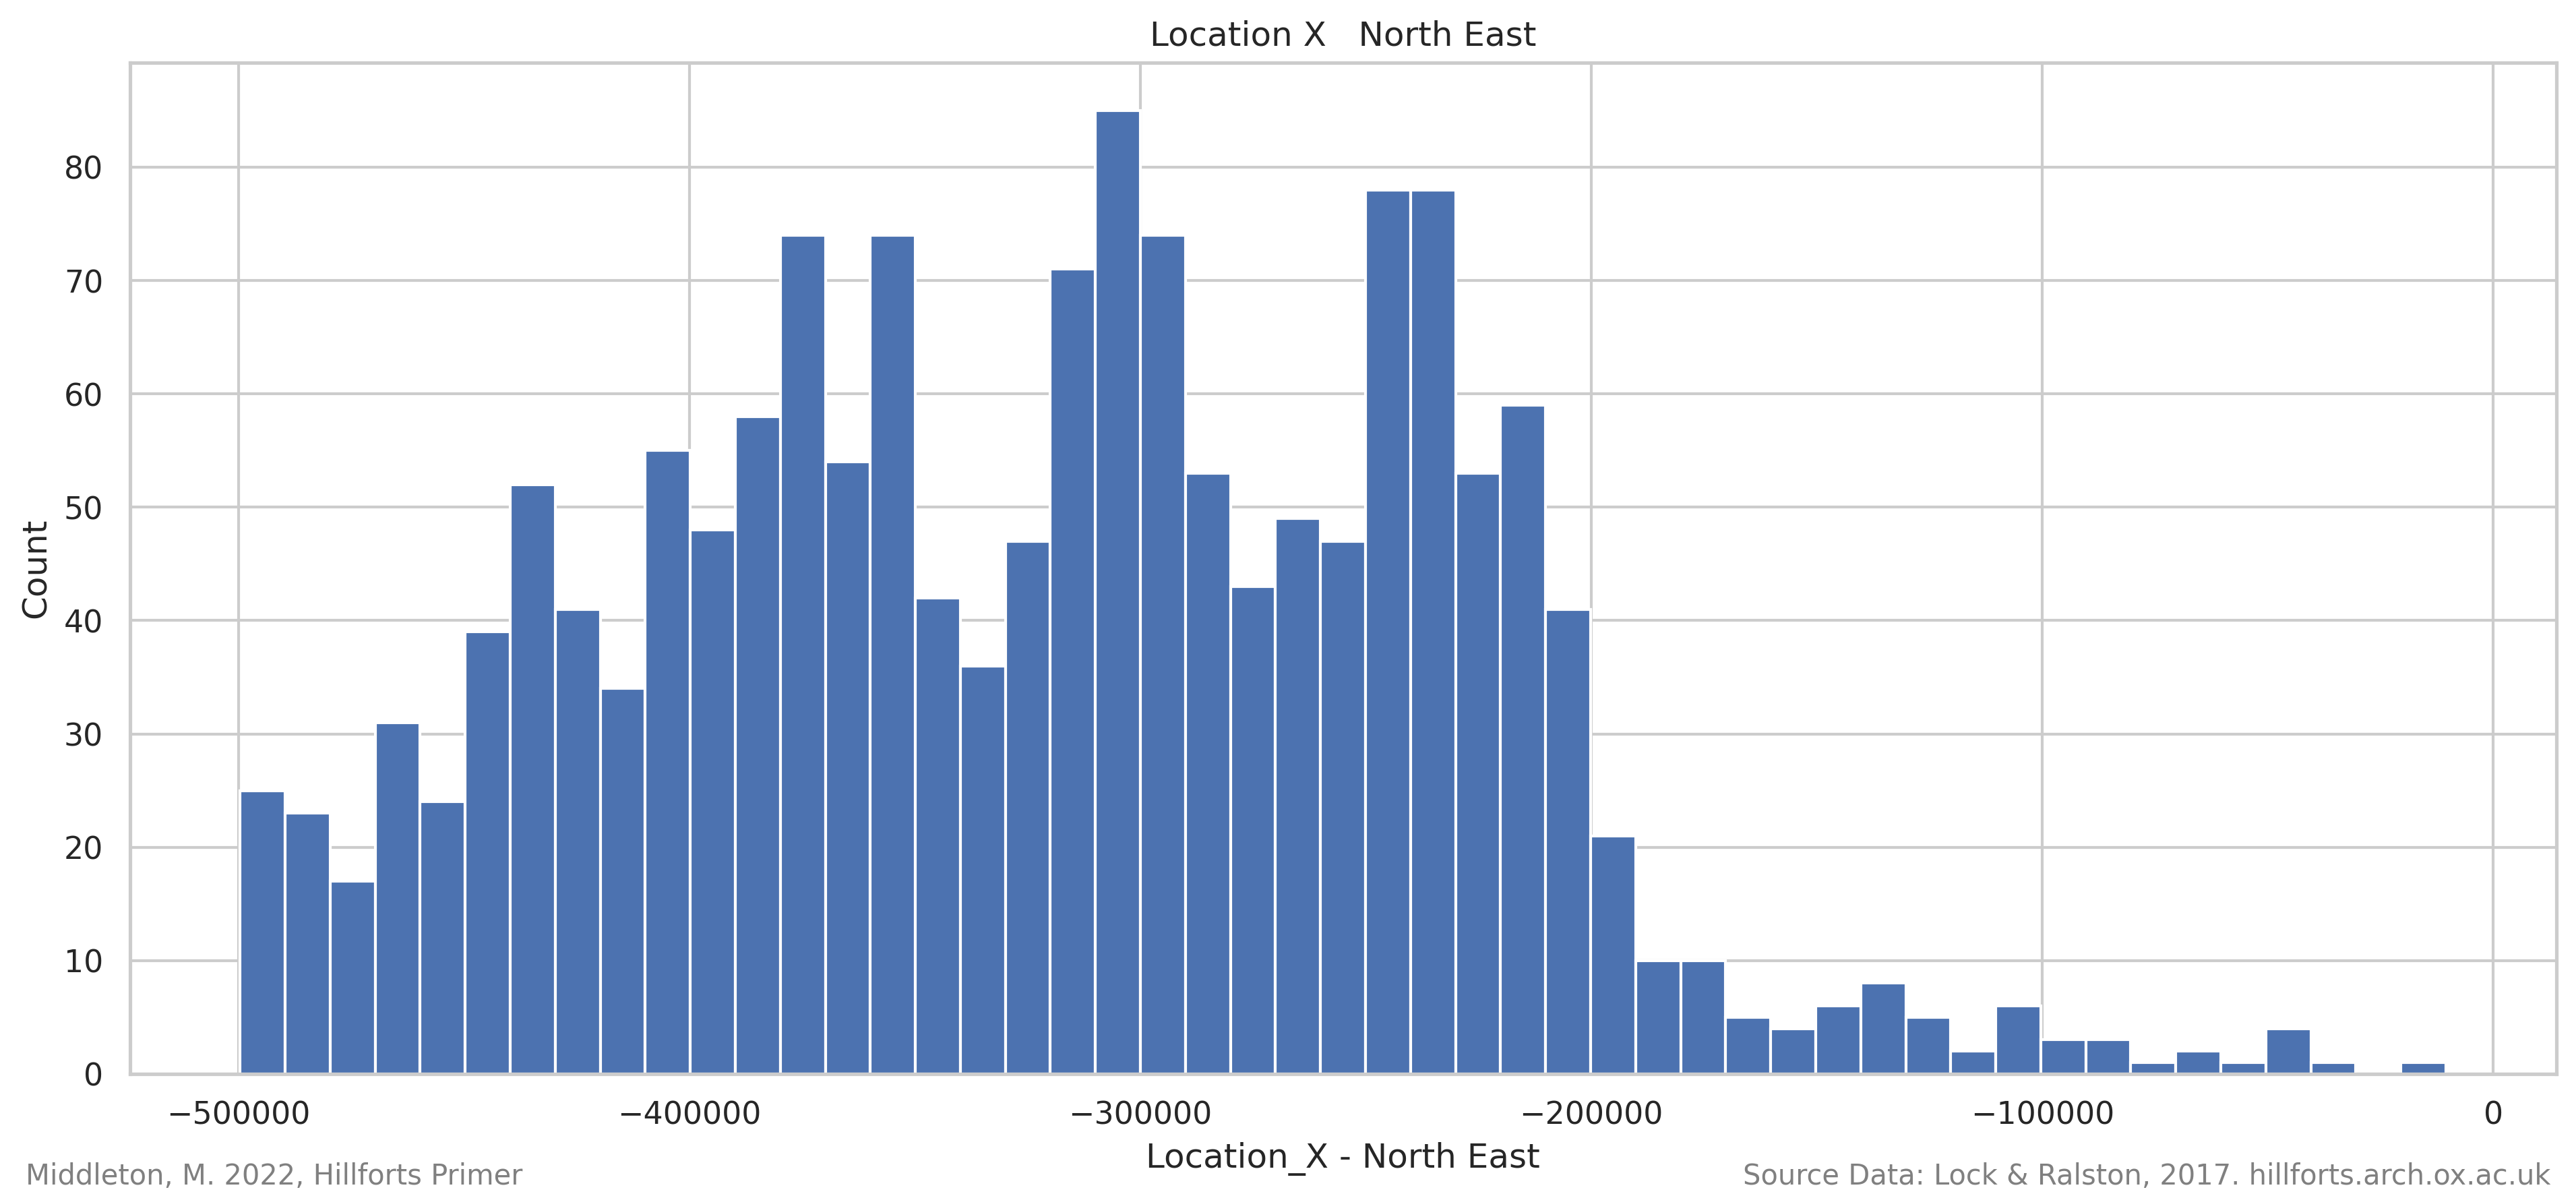 Location X   North East
80
70
60
50
40
30
20
10
0
Count
−500000 −400000 −300000 −200000 −100000 0
Location_X - North East
Middleton, M. 2022, Hillforts Primer
Source Data: Lock & Ralston, 2017. hillforts.arch.ox.ac.uk